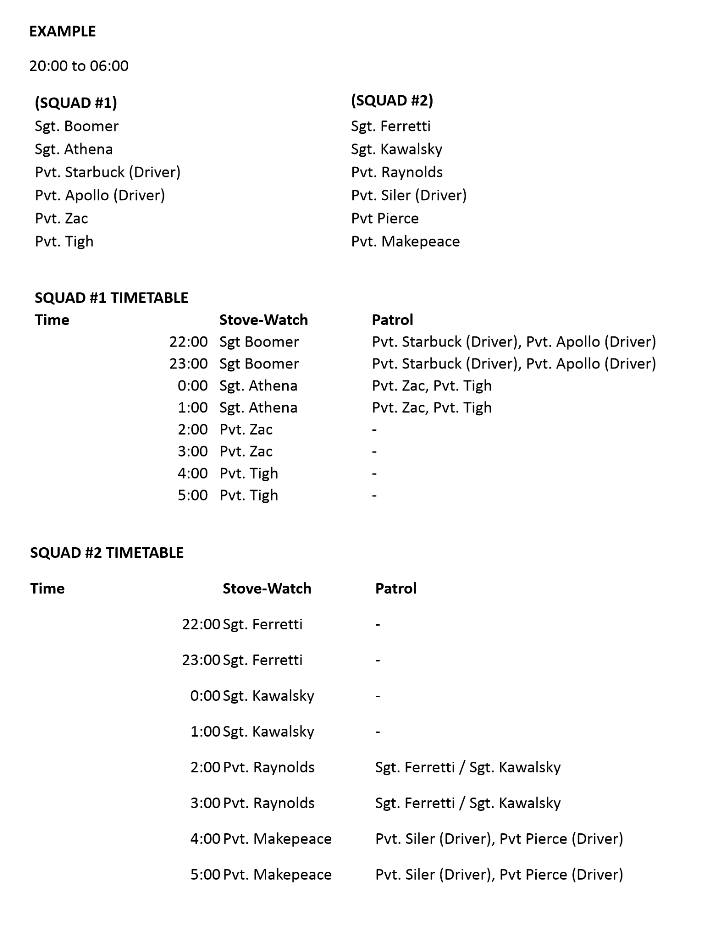 EXAMPLE
20:00 to 06:00
(SQUAD #1)
Sgt. Boomer
Sgt. Athena
Pvt. Starbuck (Driver)
Pvt. Apollo (Driver)
Pvt. Zac
Pvt. Tigh
(SQUAD #2)
Sgt. Ferretti
Sgt. Kawalsky
Pvt. Raynolds
Pvt. Siler (Driver)
Pvt Pierce
Pvt. Makepeace
SQUAD #1 TIMETABLE
Time Stove-Watch Patrol
22:00 Sgt Boomer Pvt. Starbuck (Driver), Pvt. Apollo (Driver)
23:00 Sgt Boomer Pvt. Starbuck (Driver), Pvt. Apollo (Driver)
0:00 Sgt. Athena Pvt. Zac, Pvt. Tigh
1:00 Sgt. Athena Pvt. Zac, Pvt. Tigh
2:00 Pvt. Zac -
3:00 Pvt. Zac -
4:00 Pvt. Tigh -
5:00 Pvt. Tigh -
SQUAD #2 TIMETABLE
Time Stove-Watch Patrol
22:00 Sgt. Ferretti -
23:00 Sgt. Ferretti -
0:00 Sgt. Kawalsky -
1:00 Sgt. Kawalsky -
2:00 Pvt. Raynolds Sgt. Ferretti / Sgt. Kawalsky
3:00 Pvt. Raynolds Sgt. Ferretti / Sgt. Kawalsky
4:00 Pvt. Makepeace Pvt. Siler (Driver), Pvt Pierce (Driver)
5:00 Pvt. Makepeace Pvt. Siler (Driver), Pvt Pierce (Driver)